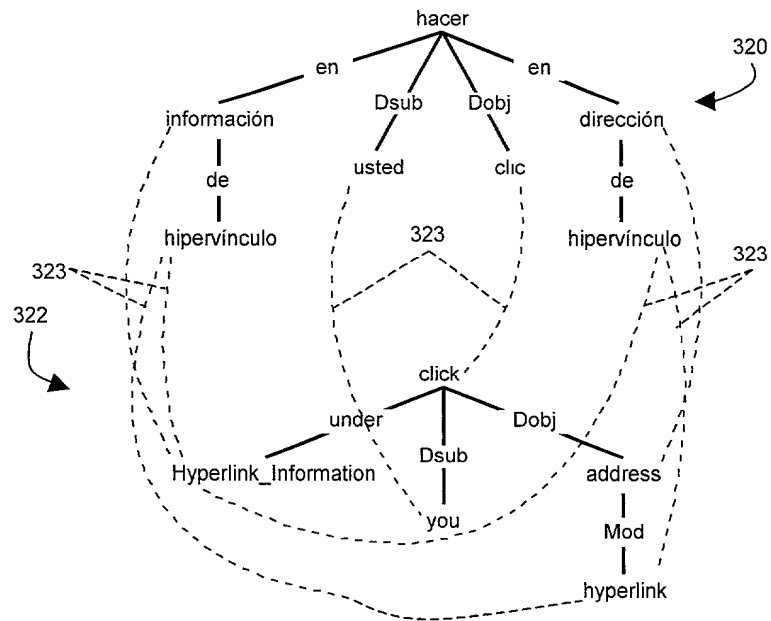 hacer
320
en
en
Dsub
Dobj
información
dirección
usted
clic
de
de
323
hipervínculo
hipervínculo
323
323
322
click
under
Dobj
Dsub
Hyperlink_Information
address
you
Mod
hyperlink